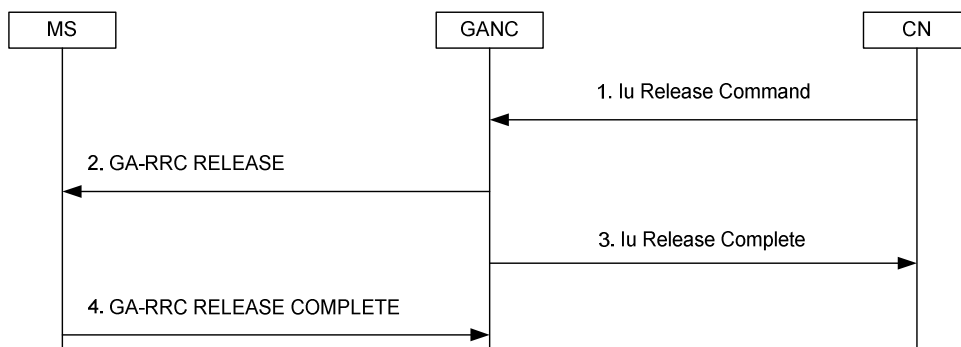 MS
GANC
CN
1. Iu Release Command
2. GA-RRC RELEASE
3. Iu Release Complete
4. GA-RRC RELEASE COMPLETE